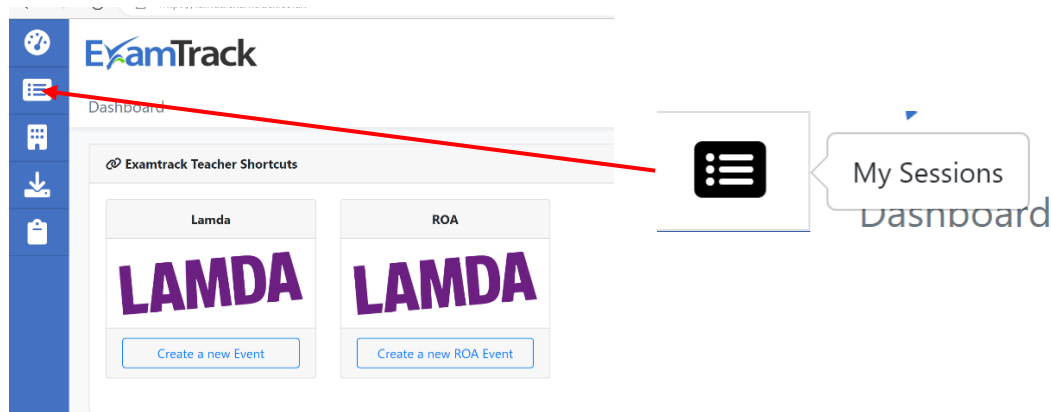 ExamTrack
Dashboard
Examtrack Teacher Shortcuts
Lamda
ROA
LAMDA
LAMDA
Create a new Event
Create a new ROA Event
My Sessions
Dashboard